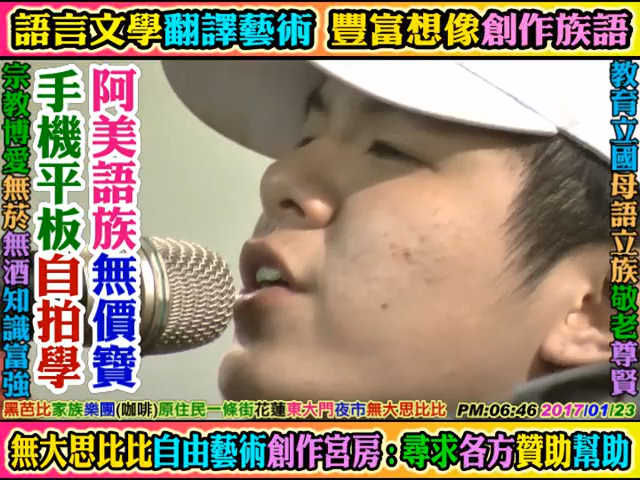 語言文學翻譯藝術 豐富想像創作族語
宗教博愛無菸無酒知識富強
手機平板自拍學
阿美語族無價寶
教育立國母語立族敬老尊賢
黑芭比家族樂團(咖啡)原住民一條街花蓮東大門夜市無大思比比 PM:06:46 2017/01/23
無大思比比自由藝術創作宮房：尋求各方贊助幫助